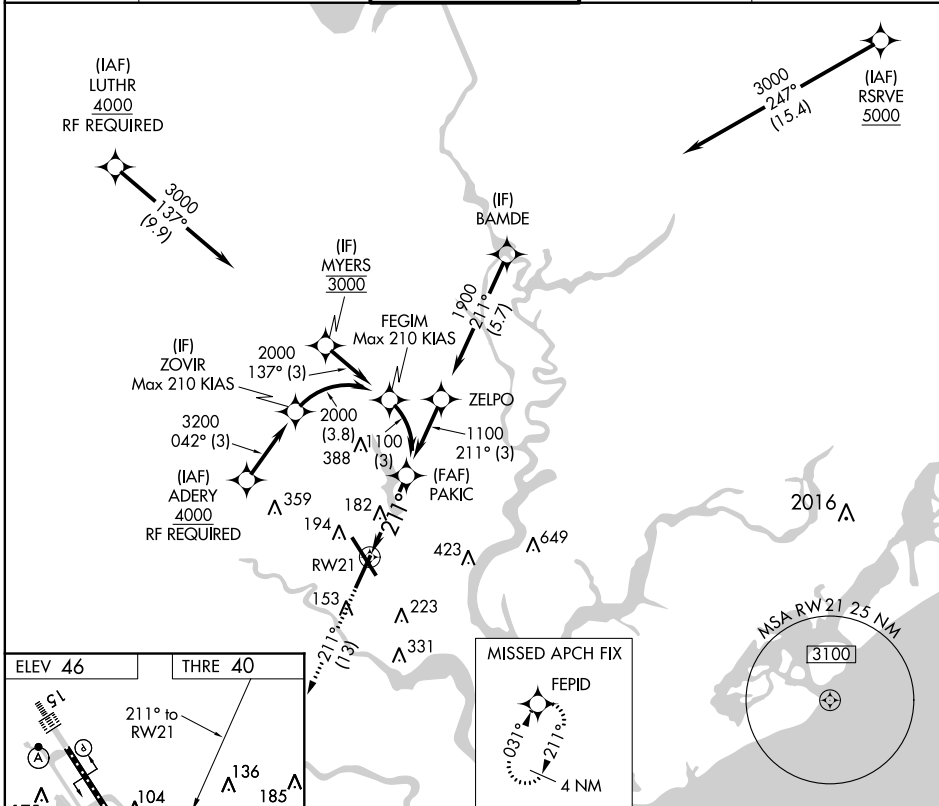 (IAF)
LUTHR
4000
RF REQUIRED
3000
137°
(9.9)
3000
247°
(15.4)
(IAF)
RSRVE
5000
(IF)
BAMDE
1900
211°
(5.7)
(IF)
MYERS
3000
FEGIM
Max 210 KIAS
(IF)
ZOVIR
Max 210 KIAS
2000
137° (3)
ZELPO
2000
(3.8)
3200
042° (3)
388
1100
(3)
1100
211° (3)
(IAF)
ADERY
4000
RF REQUIRED
(FAF)
PAKIC
359
182
211°
194
RW21
423
649
2016
153
223
331
211°
(13)
MSA RW21 25 NM
3100
MISSED APCH FIX
FEPID
031°
211°
4 NM
ELEV 46
THRE 40
15
211° to
RW21
A
P
136
185
104